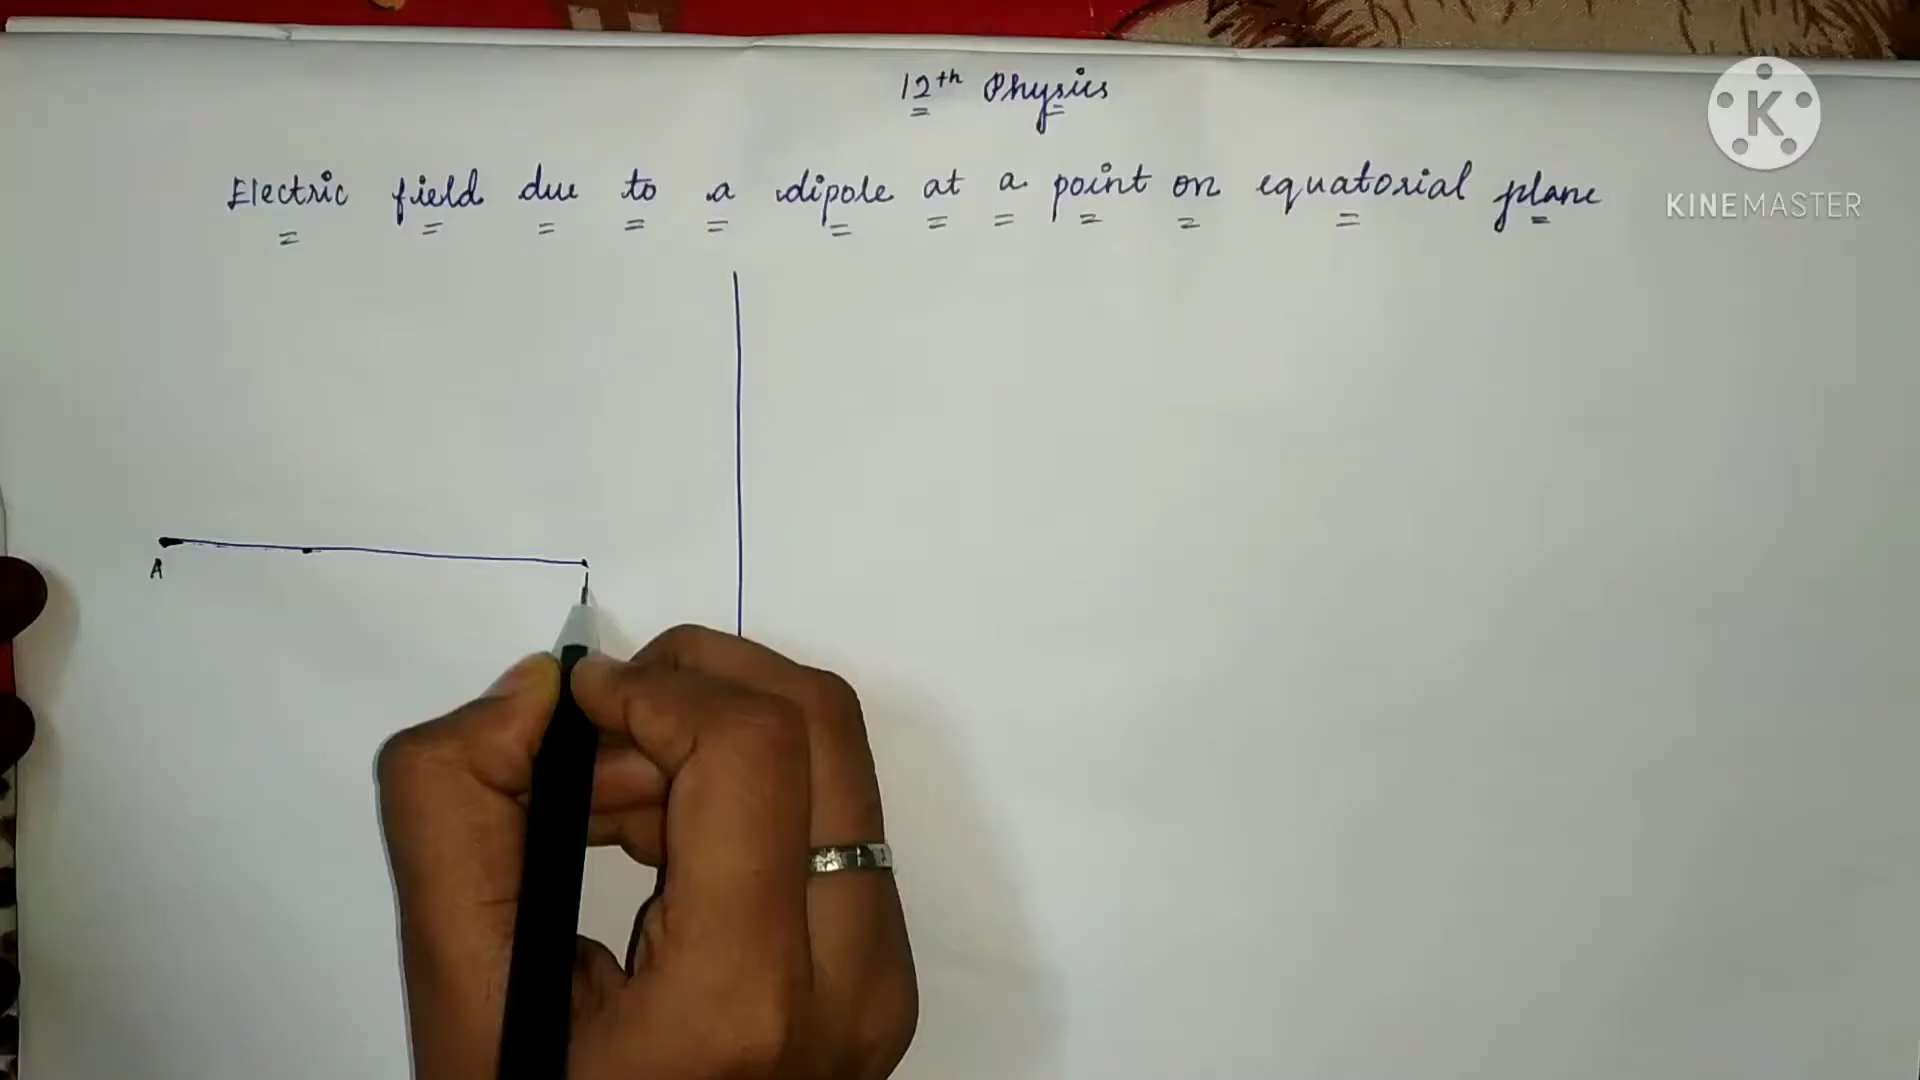 12th Physics
K
KINEMASTER
Electric field due to a dipole at a point on equatorial plane
A